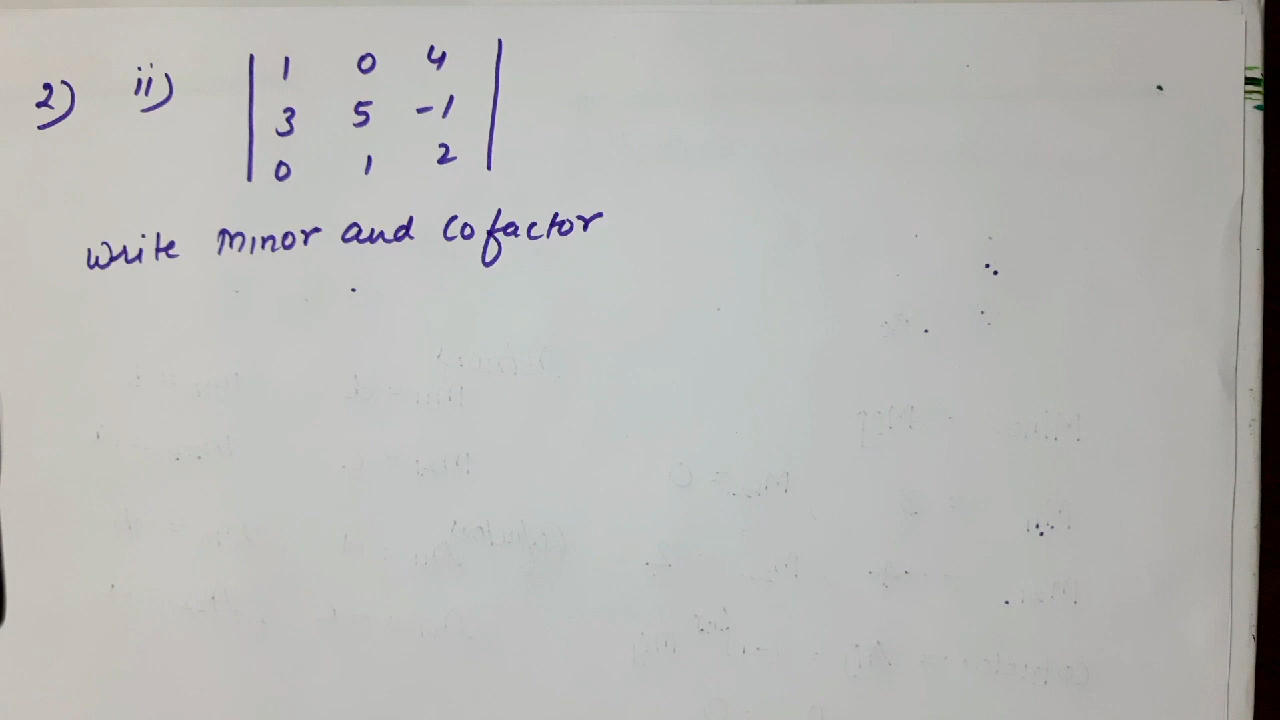 2) ii) | 1 0 4 |
| 3 5 -1 |
| 0 1 2 |
write Minor and Cofactor